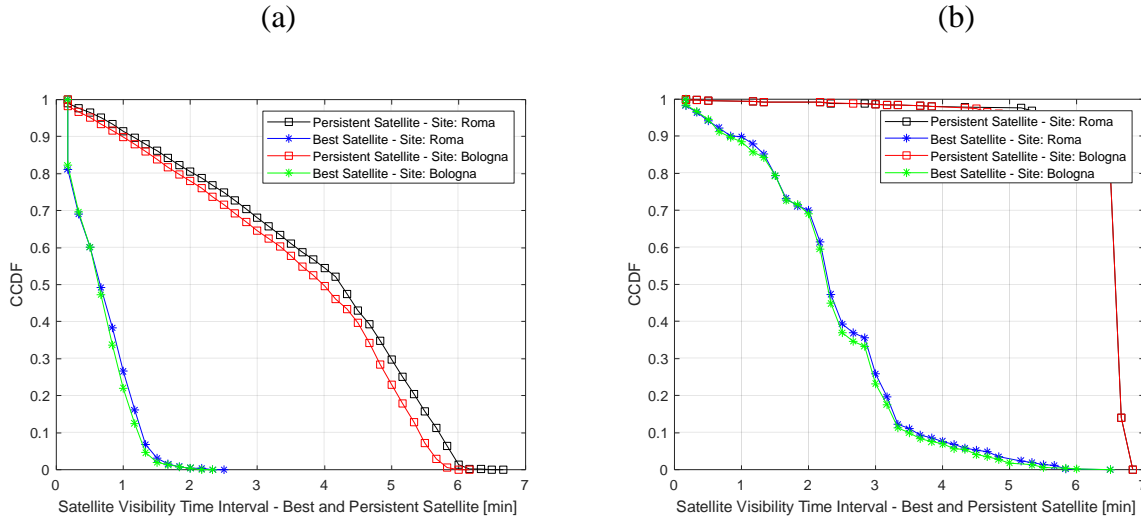 (a)
(b)
CCDF
1
0.9
0.8
0.7
0.6
0.5
0.4
0.3
0.2
0.1
0
Persistent Satellite - Site: Roma
Best Satellite - Site: Roma
Persistent Satellite - Site: Bologna
Best Satellite - Site: Bologna
0 1 2 3 4 5 6 7
Satellite Visibility Time Interval - Best and Persistent Satellite [min]
CCDF
1
0.9
0.8
0.7
0.6
0.5
0.4
0.3
0.2
0.1
0
Persistent Satellite - Site: Roma
Best Satellite - Site: Roma
Persistent Satellite - Site: Bologna
Best Satellite - Site: Bologna
0 1 2 3 4 5 6 7
Satellite Visibility Time Interval - Best and Persistent Satellite [min]